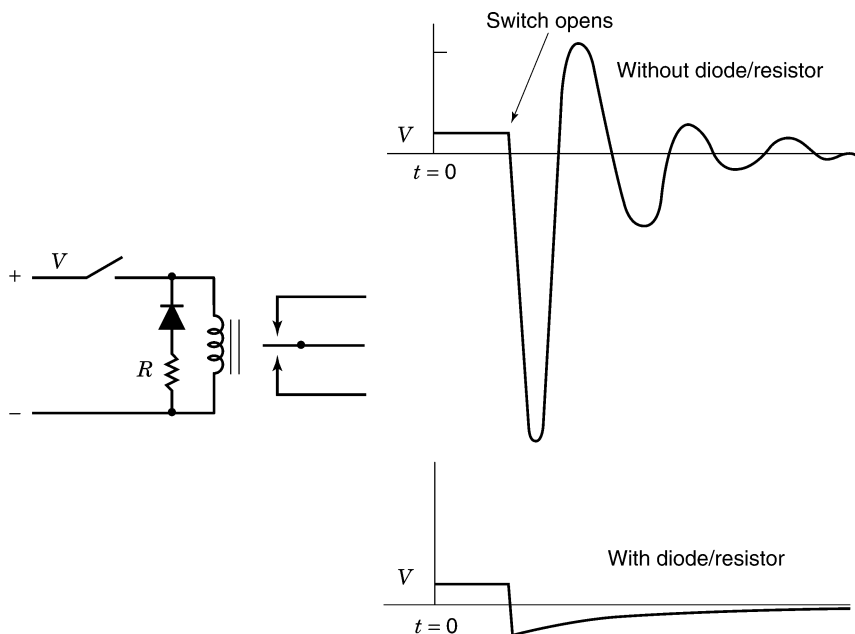 Switch opens
Without diode/resistor
V
t = 0
+ V
R
−
With diode/resistor
V
t = 0